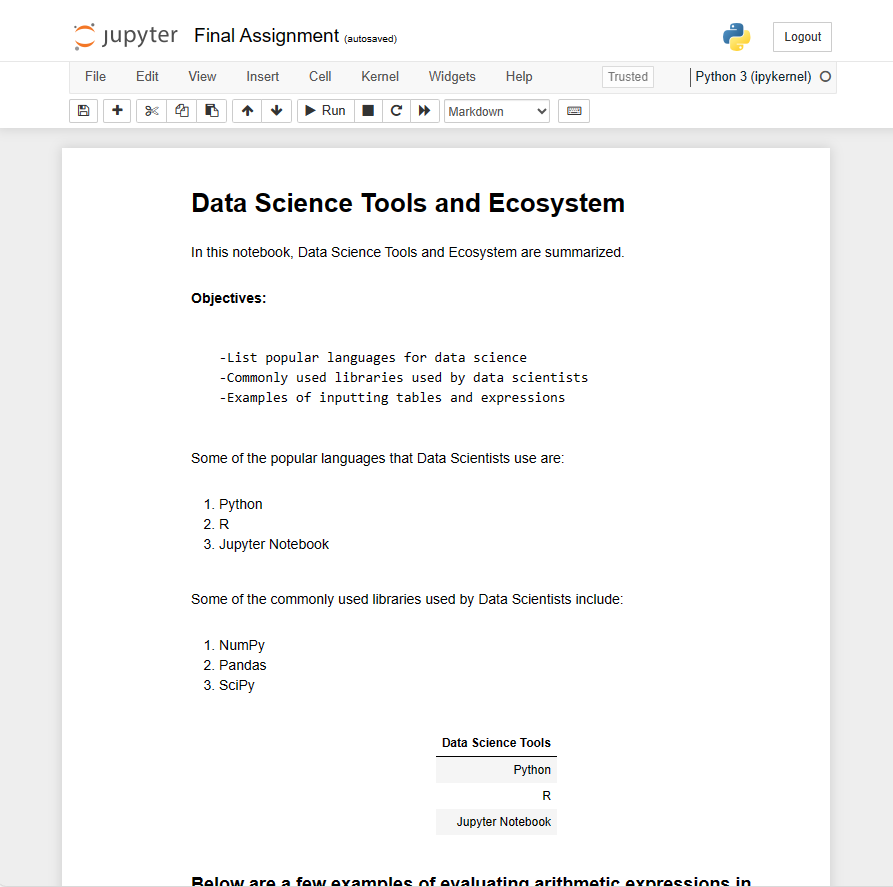 jupyter Final Assignment (autosaved)
Logout
File Edit View Insert Cell Kernel Widgets Help Trusted Python 3 (ipykernel)
Run Markdown
Data Science Tools and Ecosystem
In this notebook, Data Science Tools and Ecosystem are summarized.
Objectives:
-List popular languages for data science
-Commonly used libraries used by data scientists
-Examples of inputting tables and expressions
Some of the popular languages that Data Scientists use are:
1. Python
2. R
3. Jupyter Notebook
Some of the commonly used libraries used by Data Scientists include:
1. NumPy
2. Pandas
3. SciPy
Data Science Tools
Python
R
Jupyter Notebook
Below are a few examples of evaluating arithmetic expressions in